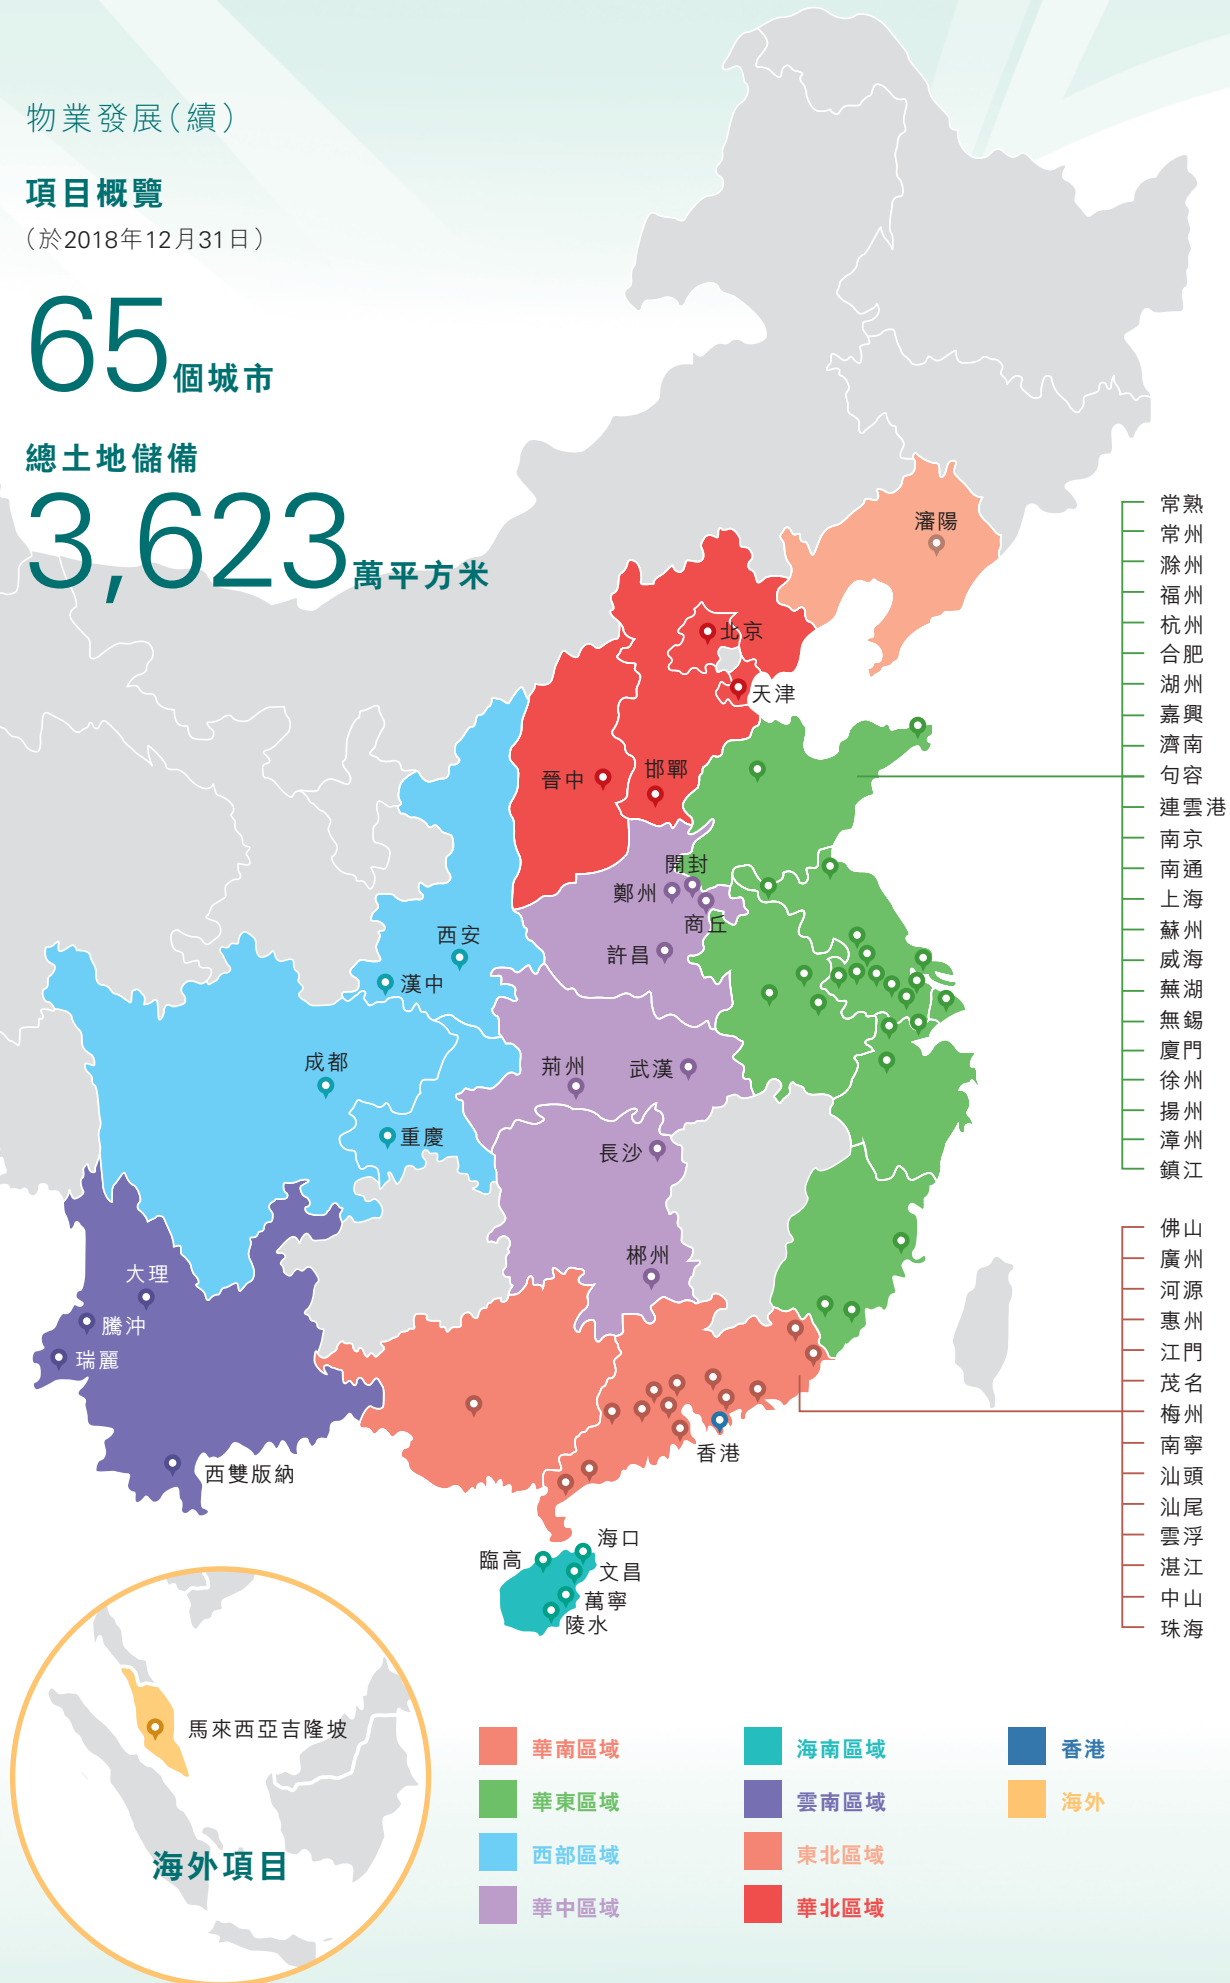 物業發展(續)
項目概覽
(於2018年12月31日)
65個城市
總土地儲備
3,623萬平方米
瀋陽
北京
天津
晉中
邯鄲
開封
鄭州
商丘
許昌
西安
漢中
成都
荊州
武漢
重慶
長沙
郴州
大理
騰沖
瑞麗
西雙版納
香港
海口
臨高
文昌
萬寧
陵水
常熟
常州
滁州
福州
杭州
合肥
湖州
嘉興
濟南
句容
連雲港
南京
南通
上海
蘇州
威海
蕪湖
無錫
廈門
徐州
揚州
漳州
鎮江
佛山
廣州
河源
惠州
江門
茂名
梅州
南寧
汕頭
汕尾
雲浮
湛江
中山
珠海
馬來西亞吉隆坡
海外項目
華南區域
華東區域
西部區域
華中區域
海南區域
雲南區域
東北區域
華北區域
香港
海外